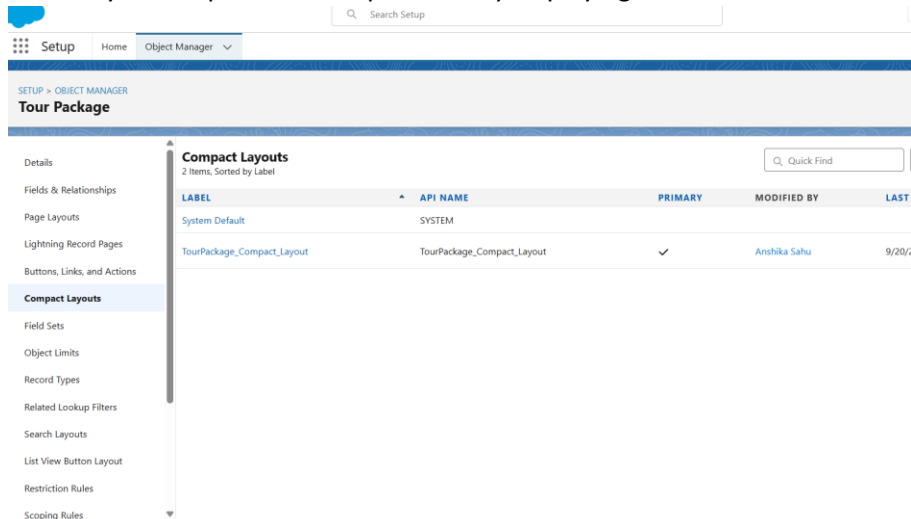 Search Setup
Setup Home Object Manager
SETUP > OBJECT MANAGER
Tour Package
Details
Fields & Relationships
Page Layouts
Lightning Record Pages
Buttons, Links, and Actions
Compact Layouts
Field Sets
Object Limits
Record Types
Related Lookup Filters
Search Layouts
List View Button Layout
Restriction Rules
Scoping Rules
Compact Layouts
2 Items, Sorted by Label
Quick Find
LABEL API NAME PRIMARY MODIFIED BY LAST
System Default SYSTEM
TourPackage_Compact_Layout TourPackage_Compact_Layout Anshika Sahu 9/20/2